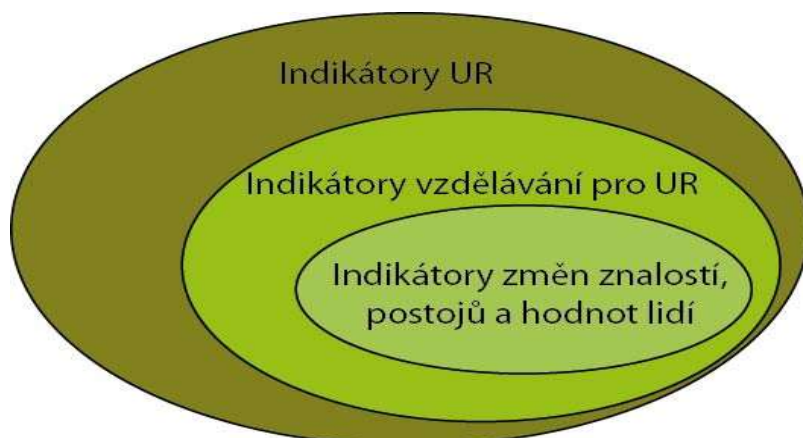 Indikátory UR
Indikátory vzdělávání pro UR
Indikátory změn znalostí,
postojů a hodnot lidí